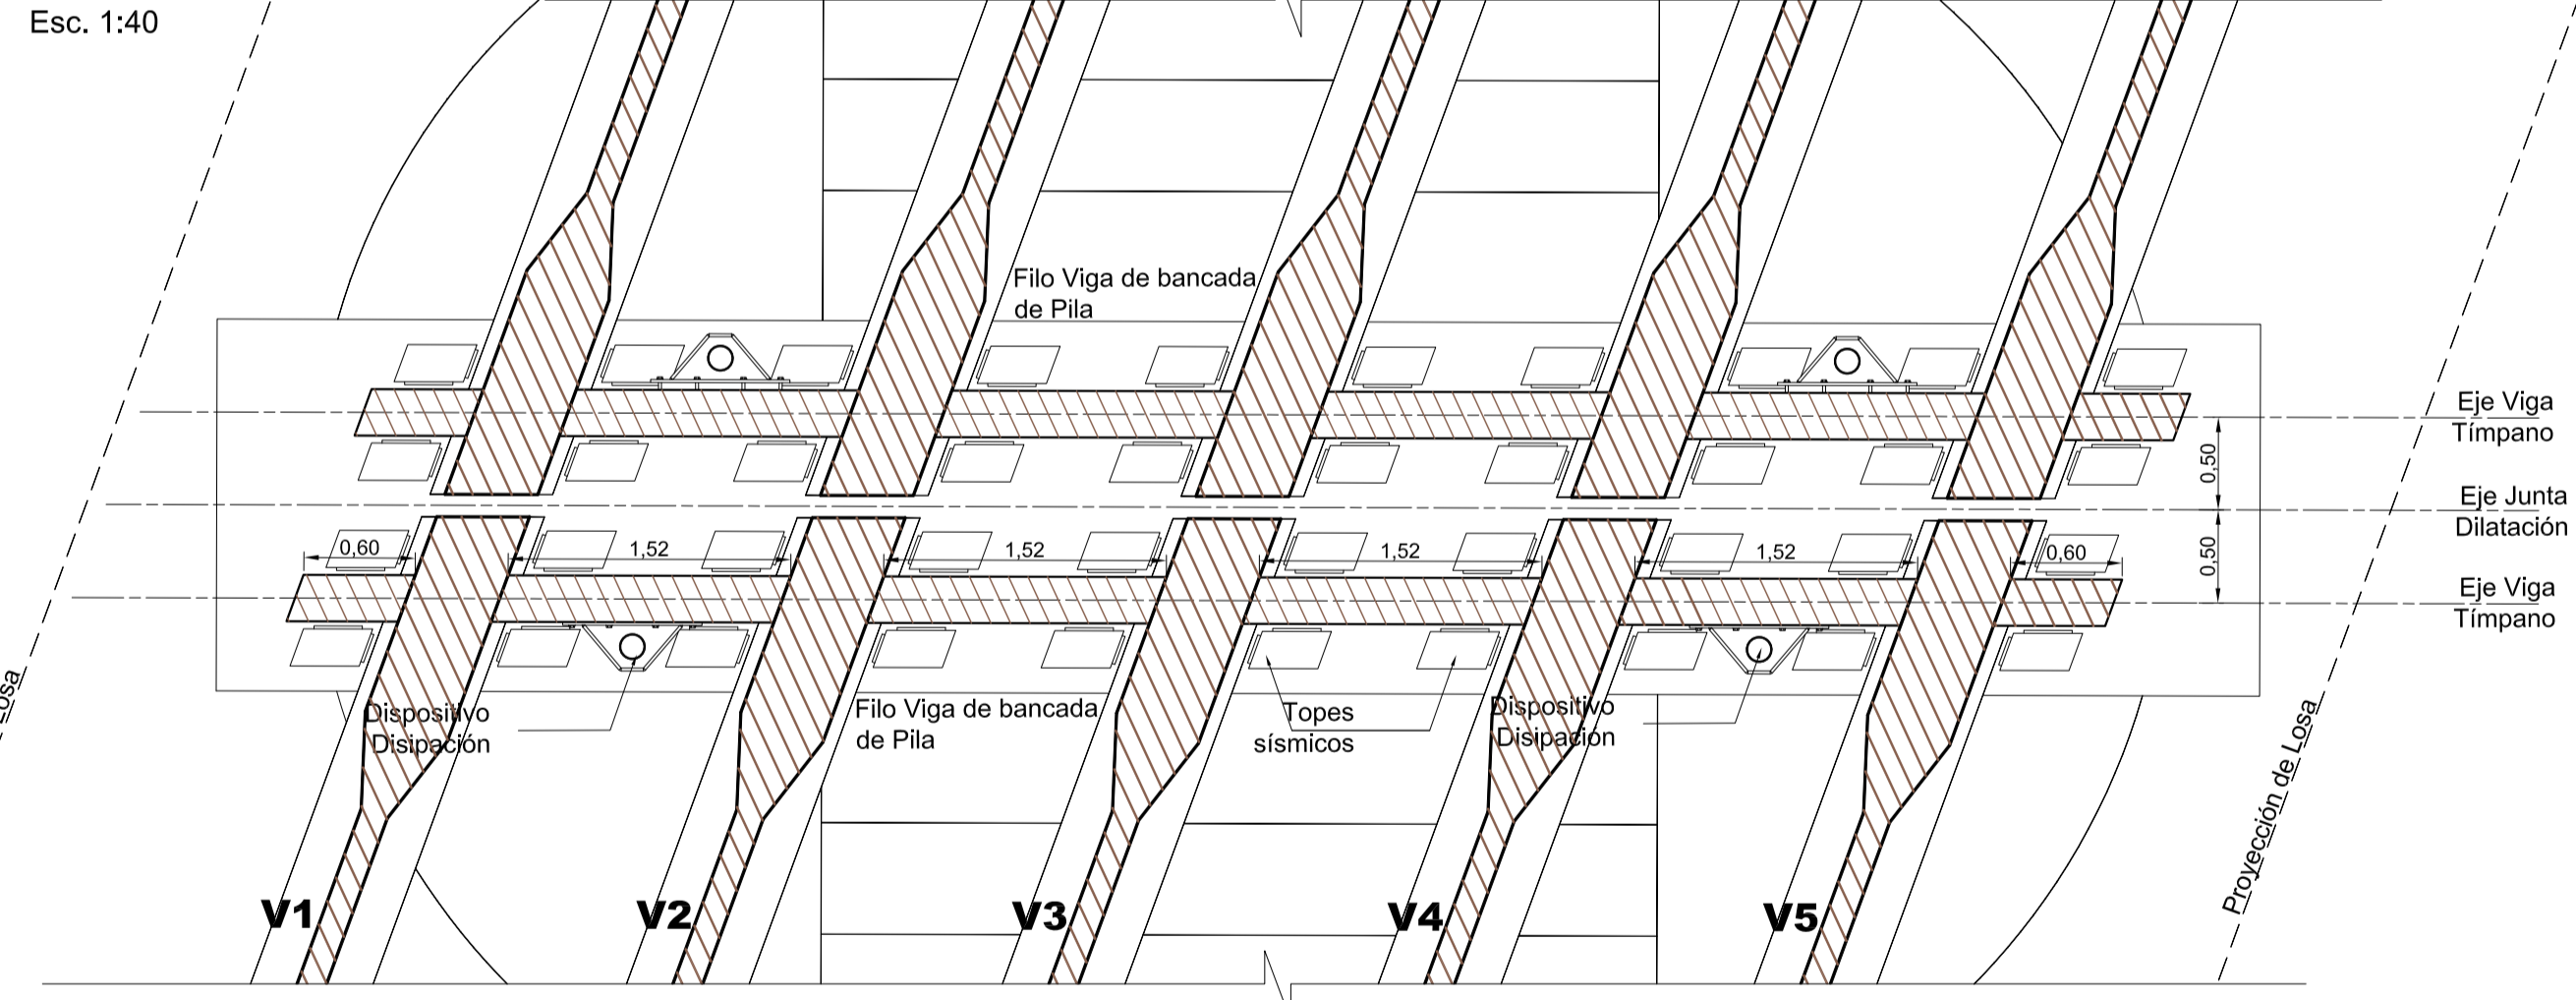 Esc. 1:40
Filo Viga de bancada
de Pila
Eje Viga
Tímpano
0,50
Eje Junta
Dilatación
0,60
1,52
1,52
1,52
1,52
0,60
0,50
Eje Viga
Tímpano
Losa
Dispositivo
Disipación
Filo Viga de bancada
de Pila
Topes
sísmicos
Dispositivo
Disipación
Proyección de Losa
V1
V2
V3
V4
V5